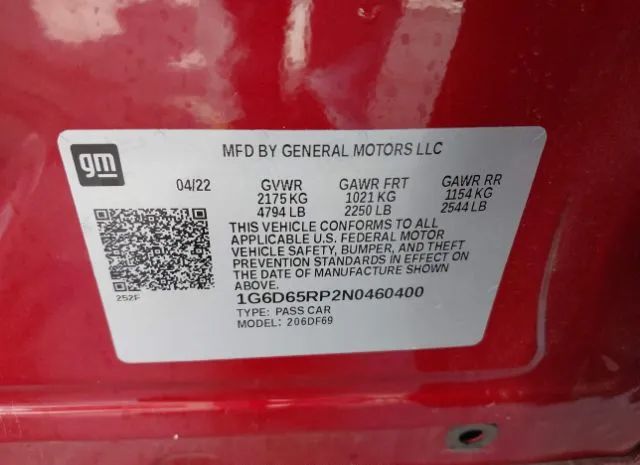 gm
MFD BY GENERAL MOTORS LLC
04/22 GVWR GAWR FRT GAWR RR
2175 KG 1021 KG 1154 KG
4794 LB 2250 LB 2544 LB
THIS VEHICLE CONFORMS TO ALL
APPLICABLE U.S. FEDERAL MOTOR
VEHICLE SAFETY, BUMPER, AND THEFT
PREVENTION STANDARDS IN EFFECT ON
THE DATE OF MANUFACTURE SHOWN
ABOVE.
252F
1G6D65RP2N0460400
TYPE: PASS CAR
MODEL: 206DF69